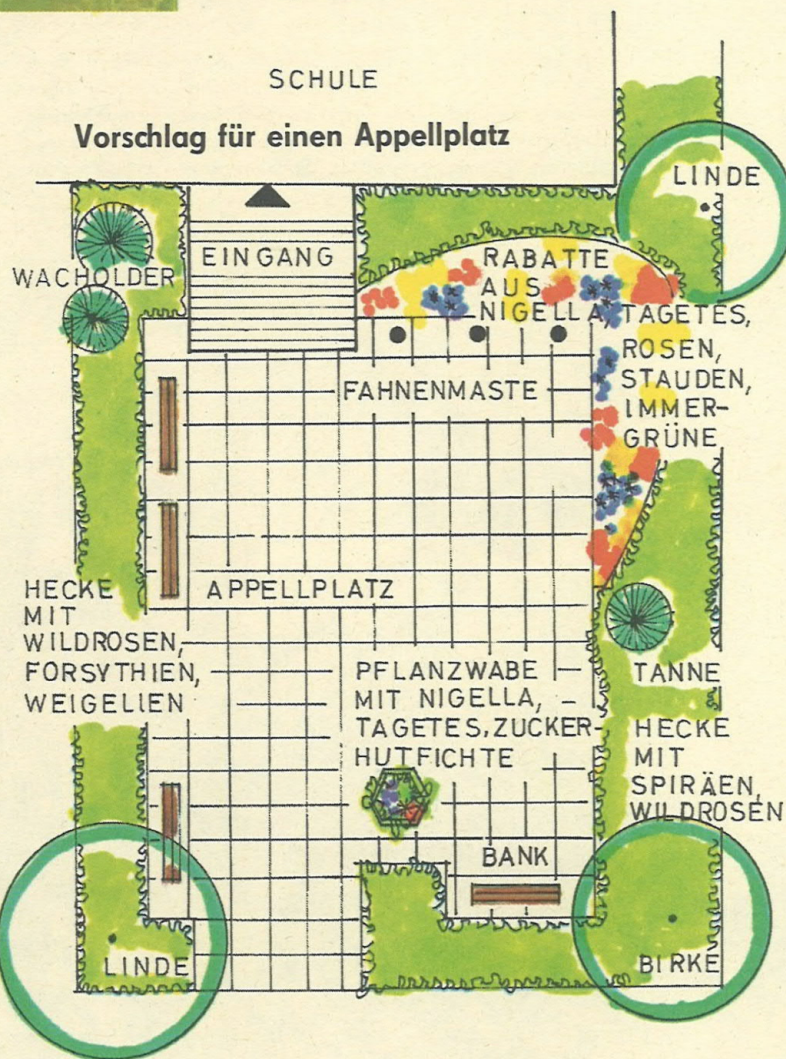 SCHULE
Vorschlag für einen Appellplatz
LINDE
WACHOLDER
EINGANG
RABATTE
AUS
NIGELLA, TAGETES,
ROSEN,
STAUDEN,
IMMER-
GRÜNE
FAHNENMASTE
APPELLPLATZ
HECKE
MIT
WILDROSEN,
FORSYTHIEN,
WEIGELIEN
PFLANZWABE
MIT NIGELLA,
TAGETES, ZUCKER-
HUTFICHTE
TANNE
HECKE
MIT
SPIRÄEN,
WILDROSEN
BANK
LINDE
BIRKE